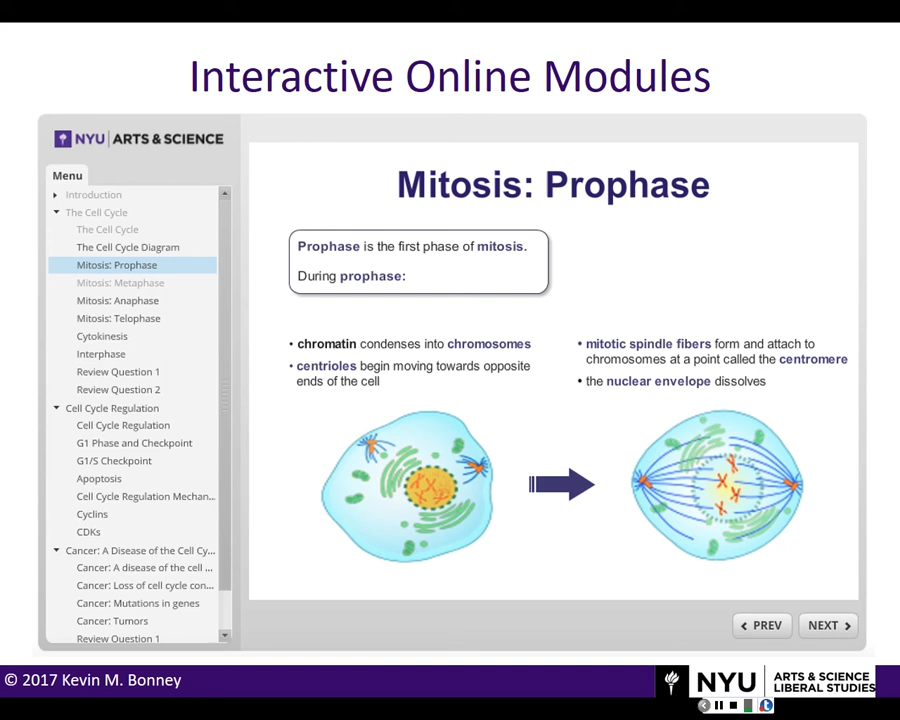 Interactive Online Modules
NYU ARTS & SCIENCE
Menu
Introduction
The Cell Cycle
The Cell Cycle
The Cell Cycle Diagram
Mitosis: Prophase
Mitosis: Metaphase
Mitosis: Anaphase
Mitosis: Telophase
Cytokinesis
Interphase
Review Question 1
Review Question 2
Cell Cycle Regulation
Cell Cycle Regulation
G1 Phase and Checkpoint
G1/S Checkpoint
Apoptosis
Cell Cycle Regulation Mechan...
Cyclins
CDKs
Cancer: A Disease of the Cell Cy...
Cancer: A disease of the cell ...
Cancer: Loss of cell cycle con...
Cancer: Mutations in genes
Cancer: Tumors
Review Question 1
Mitosis: Prophase
Prophase is the first phase of mitosis.
During prophase:
• chromatin condenses into chromosomes
• centrioles begin moving towards opposite
ends of the cell
• mitotic spindle fibers form and attach to
chromosomes at a point called the centromere
• the nuclear envelope dissolves
PREV
NEXT
© 2017 Kevin M. Bonney
NYU ARTS & SCIENCE
LIBERAL STUDIES